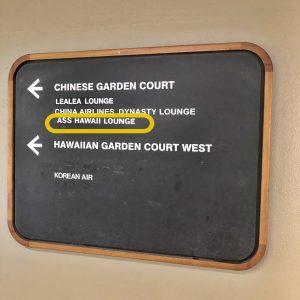 CHINESE GARDEN COURT
LEALEA LOUNGE
CHINA AIRLINES DYNASTY LOUNGE
ASS HAWAII LOUNGE
HAWAIIAN GARDEN COURT WEST
KOREAN AIR